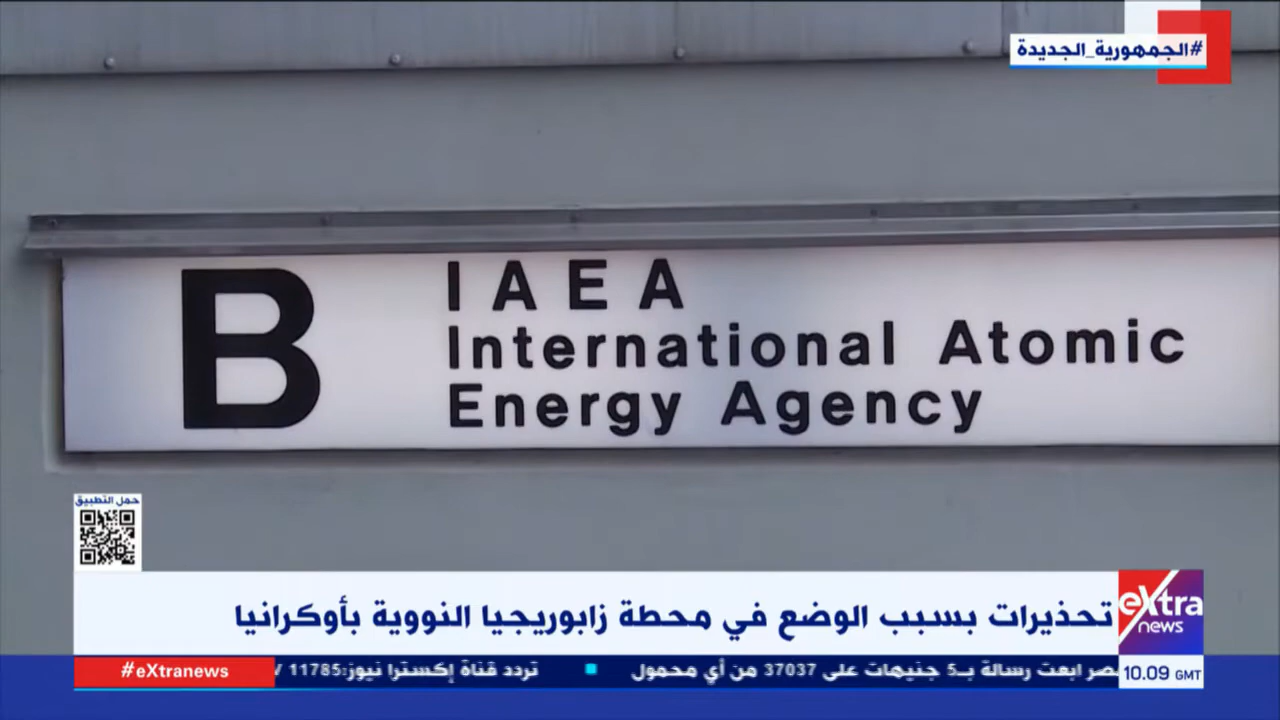 #الجمهورية_الجديدة
B
IAEA
International Atomic
Energy Agency
حمل التطبيق
تحذيرات بسبب الوضع في محطة زابوريجيا النووية بأوكرانيا
eXtra
news
#eXtranews
ابعت رسالة بـ5 جنيهات على 37037 من أي محمول
تردد قناة إكسترا نيوز:11785
10.09 GMT